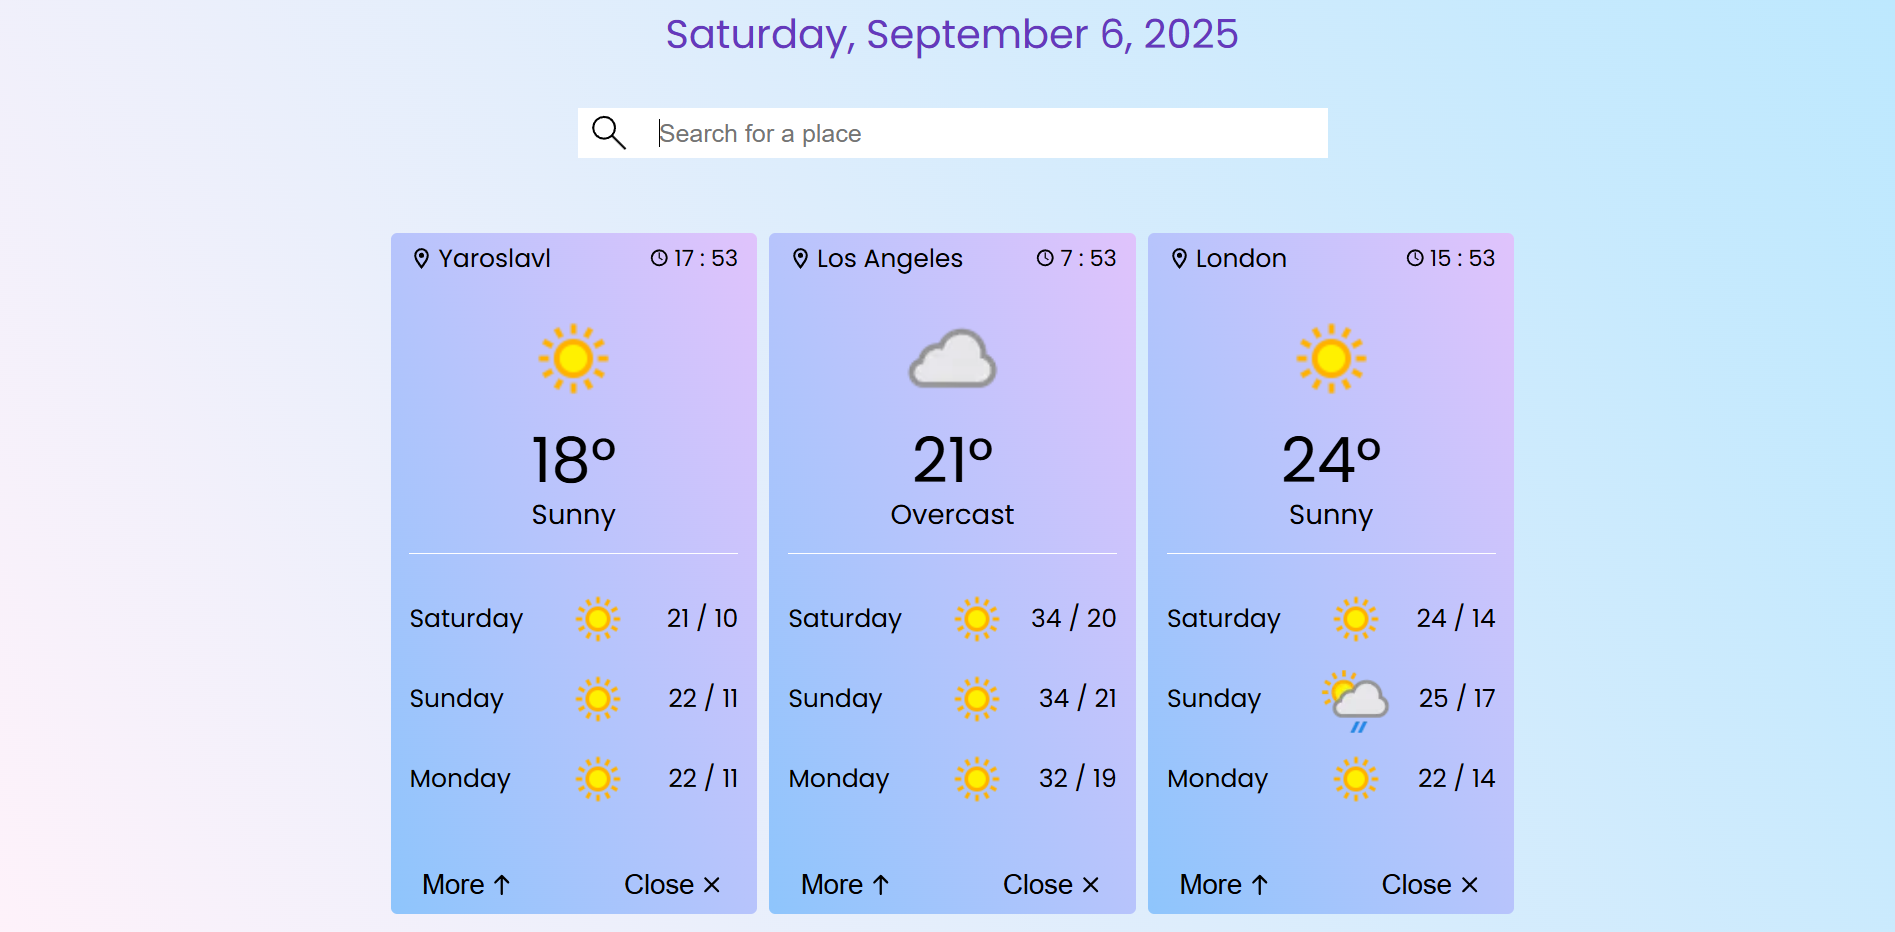 Saturday, September 6, 2025
Search for a place
Yaroslavl 17 : 53
18°
Sunny
Saturday 21 / 10
Sunday 22 / 11
Monday 22 / 11
More ↑ Close ×
Los Angeles 7 : 53
21°
Overcast
Saturday 34 / 20
Sunday 34 / 21
Monday 32 / 19
More ↑ Close ×
London 15 : 53
24°
Sunny
Saturday 24 / 14
Sunday 25 / 17
Monday 22 / 14
More ↑ Close ×